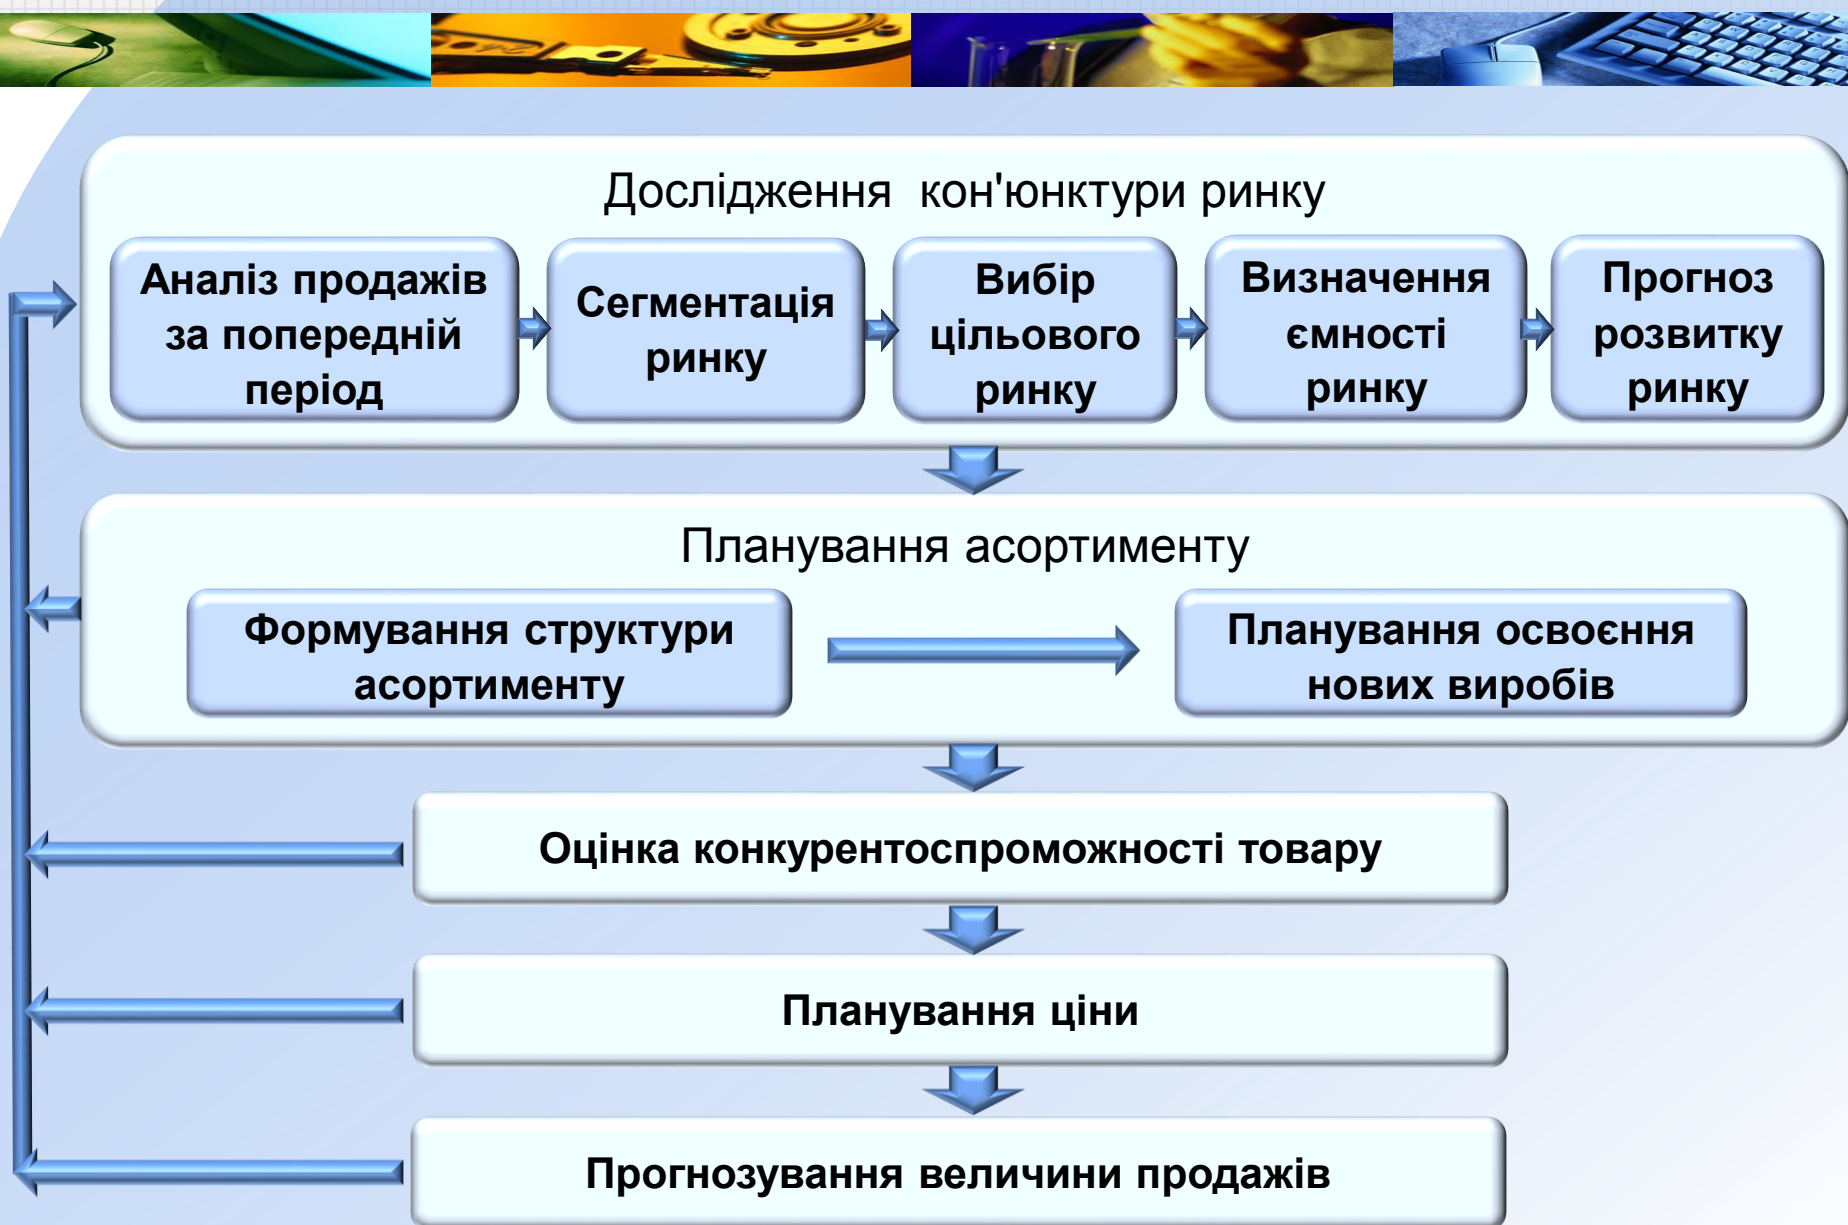 Дослідження кон'юнктури ринку
Аналіз продажів
за попередній
період
Сегментація
ринку
Вибір
цільового
ринку
Визначення
ємності
ринку
Прогноз
розвитку
ринку
Планування асортименту
Формування структури
асортименту
Планування освоєння
нових виробів
Оцінка конкурентоспроможності товару
Планування ціни
Прогнозування величини продажів